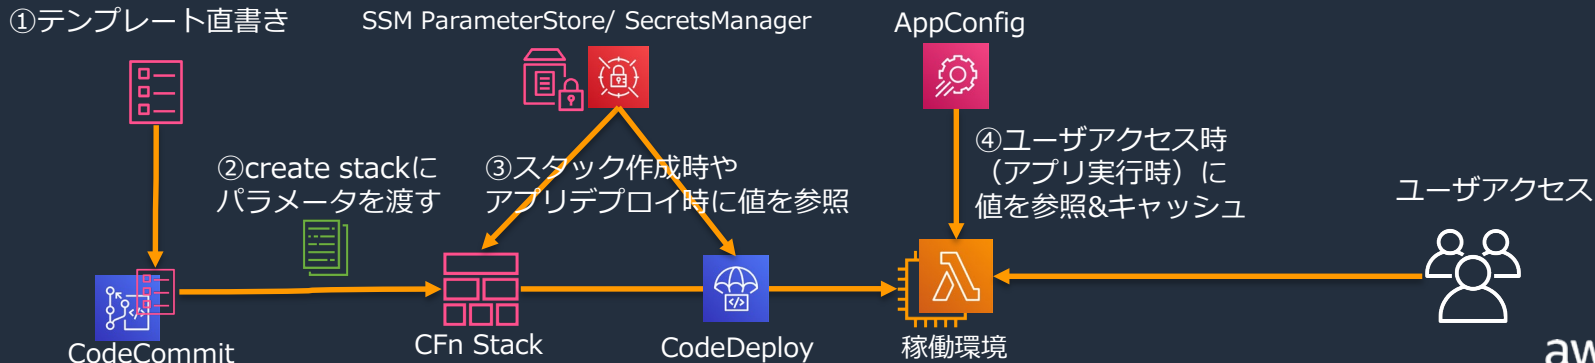 ①テンプレート直書き
SSM ParameterStore/ SecretsManager
AppConfig
②create stackに
パラメータを渡す
③スタック作成時や
アプリデプロイ時に値を参照
④ユーザアクセス時
（アプリ実行時）に
値を参照&キャッシュ
ユーザアクセス
CodeCommit
CFn Stack
CodeDeploy
稼働環境
aw